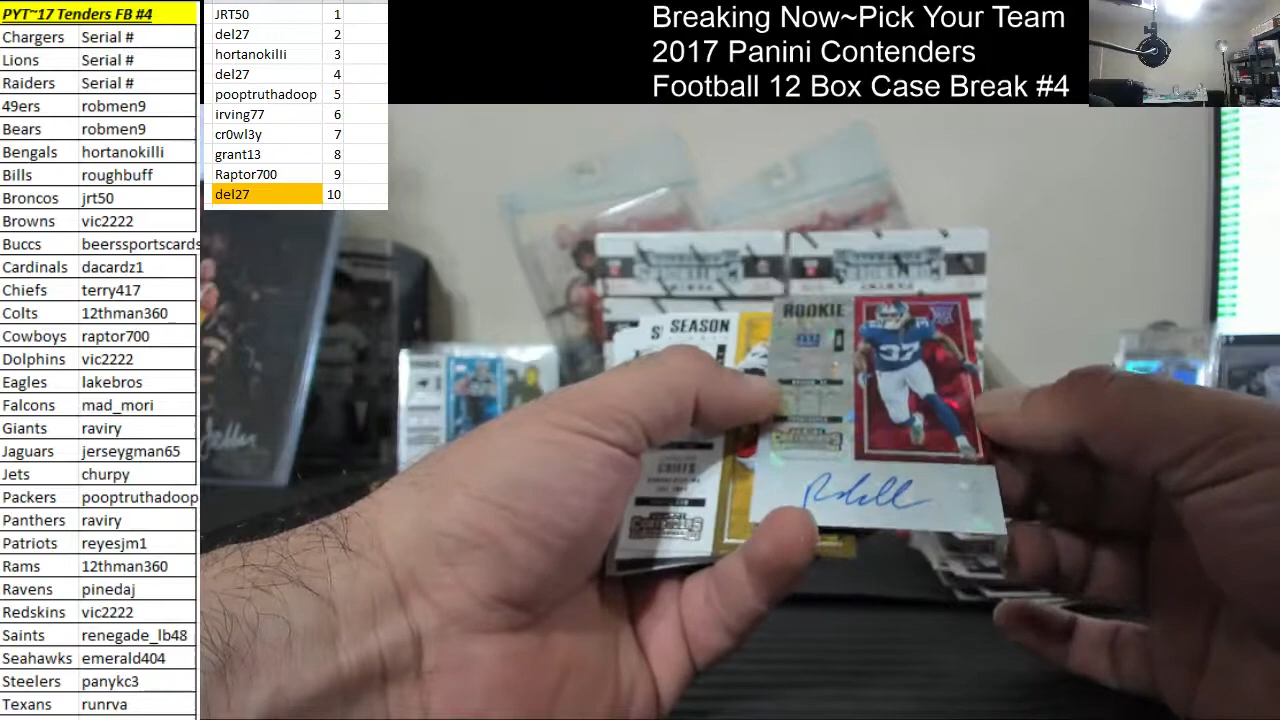 PYT~17 Tenders FB #4
Chargers Serial #
Lions Serial #
Raiders Serial #
49ers robmen9
Bears robmen9
Bengals hortanokilli
Bills roughbuff
Broncos jrt50
Browns vic2222
Buccs beerssportscards
Cardinals dacardz1
Chiefs terry417
Colts 12thman360
Cowboys raptor700
Dolphins vic2222
Eagles lakebros
Falcons mad_mori
Giants raviry
Jaguars jerseygman65
Jets churpy
Packers pooptruthadoop
Panthers raviry
Patriots reyesjm1
Rams 12thman360
Ravens pinedaj
Redskins vic2222
Saints renegade_lb48
Seahawks emerald404
Steelers panykc3
Texans runrva
JRT50 1
del27 2
hortanokilli 3
del27 4
pooptruthadoop 5
irving77 6
cr0wl3y 7
grant13 8
Raptor700 9
del27 10
Breaking Now~Pick Your Team
2017 Panini Contenders
Football 12 Box Case Break #4
SEASON
ROOKIE
37
CHIEFS
CONTENDERS